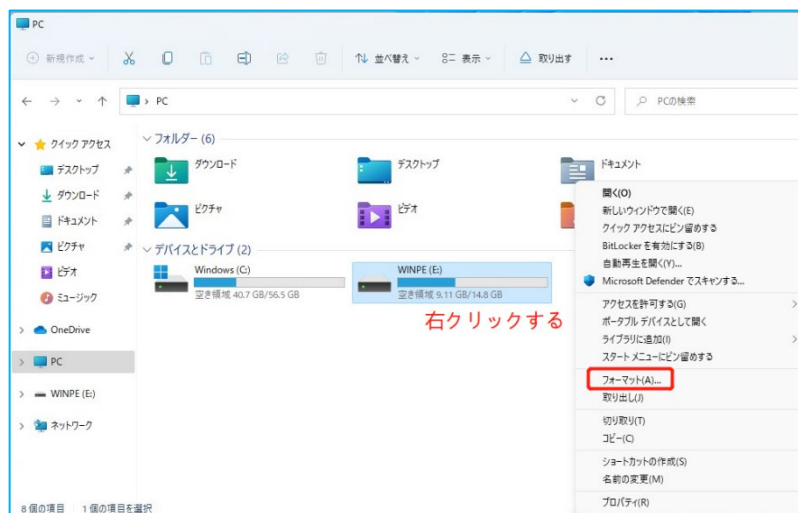 PC
新規作成
並べ替え
表示
取り出す
PC
PCの検索
クイック アクセス
デスクトップ
ダウンロード
ドキュメント
ピクチャ
ビデオ
ミュージック
OneDrive
PC
WINPE (E:)
ネットワーク
フォルダー (6)
ダウンロード
デスクトップ
ドキュメント
ピクチャ
ビデオ
デバイスとドライブ (2)
Windows (C:)
空き領域 40.7 GB/56.5 GB
WINPE (E:)
空き領域 9.11 GB/14.8 GB
右クリックする
開く(O)
新しいウィンドウで開く(E)
クイック アクセスにピン留めする
BitLocker を有効にする(B)
自動再生を開く(Y)...
Microsoft Defender でスキャンする...
アクセスを許可する(G)
ポータブル デバイスとして開く
ライブラリに追加(I)
スタート メニューにピン留めする
フォーマット(A)...
取り出し(J)
切り取り(T)
コピー(C)
ショートカットの作成(S)
名前の変更(M)
プロパティ(R)
8 個の項目
1 個の項目を選択